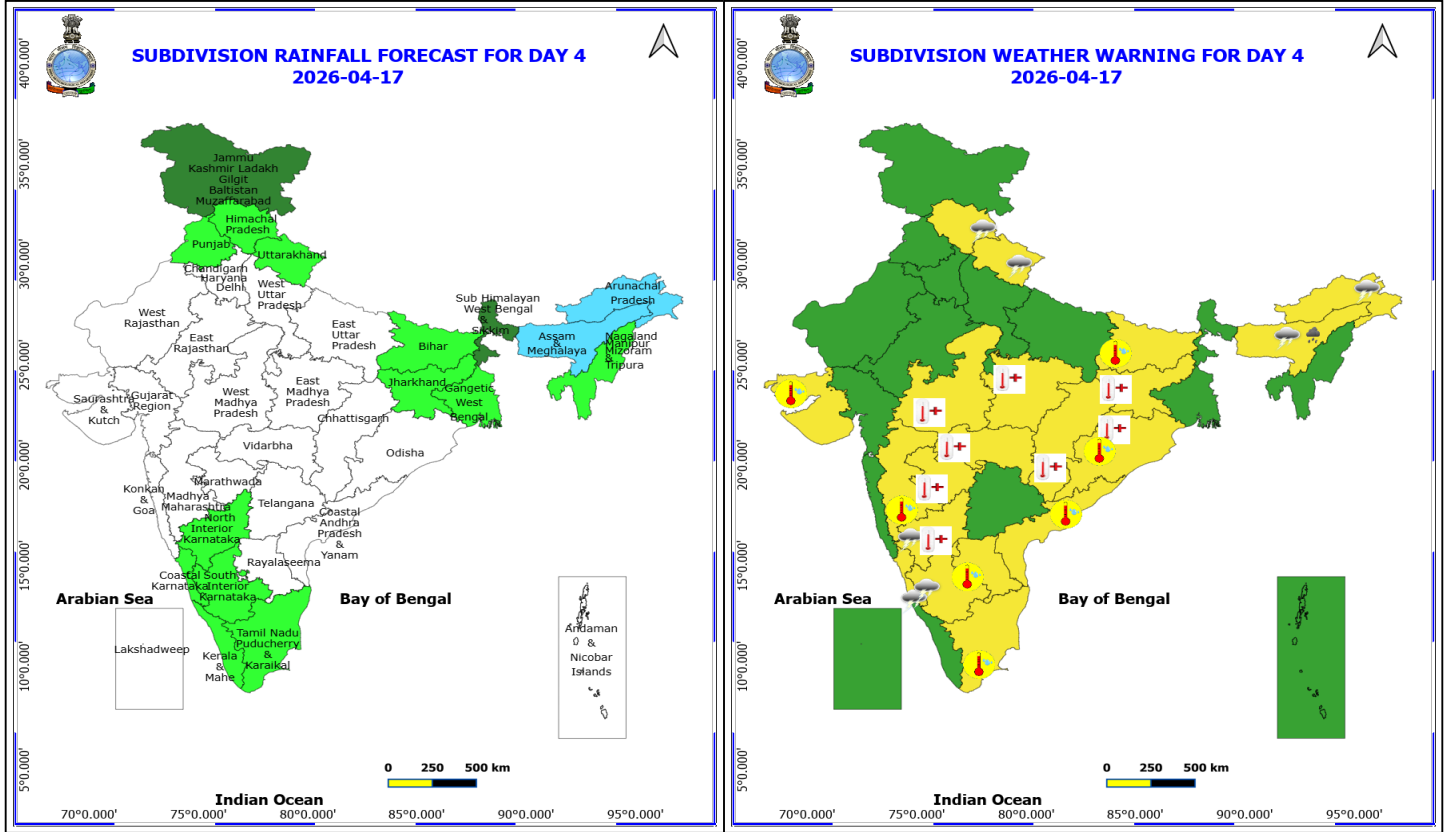 SUBDIVISION RAINFALL FORECAST FOR DAY 4
2026-04-17
40°0.000'
35°0.000'
30°0.000'
25°0.000'
20°0.000'
15°0.000'
10°0.000'
5°0.000'
Jammu
Kashmir Ladakh
Gilgit
Baltistan
Muzaffarabad
Himachal
Pradesh
Punjab
Uttarakhand
Chandigarh
Haryana
Delhi
West
Uttar
Pradesh
Arunachal
Pradesh
Sub Himalayan
West Bengal
&
Sikkim
West
Rajasthan
East
Rajasthan
East
Uttar
Pradesh
Bihar
Assam
&
Meghalaya
Nagaland
Manipur
Mizoram
&
Tripura
Saurashtra
&
Kutch
Gujarat
Region
West
Madhya
Pradesh
East
Madhya
Pradesh
Jharkhand
Gangetic
West
Bengal
Chhattisgarh
Vidarbha
Odisha
Konkan
&
Goa
Madhya
Maharashtra
Marathwada
Telangana
North
Interior
Karnataka
Coastal
Andhra
Pradesh
&
Yanam
Rayalaseema
Coastal
Karnataka
South
Interior
Karnataka
Arabian Sea
Bay of Bengal
Lakshadweep
Kerala
&
Mahe
Tamil Nadu
Puducherry
&
Karaikal
Andaman
&
Nicobar
Islands
0 250 500 km
Indian Ocean
70°0.000' 75°0.000' 80°0.000' 85°0.000' 90°0.000' 95°0.000'
SUBDIVISION WEATHER WARNING FOR DAY 4
2026-04-17
40°0.000'
35°0.000'
30°0.000'
25°0.000'
20°0.000'
15°0.000'
10°0.000'
5°0.000'
Arabian Sea
Bay of Bengal
0 250 500 km
Indian Ocean
70°0.000' 75°0.000' 80°0.000' 85°0.000' 90°0.000' 95°0.000'